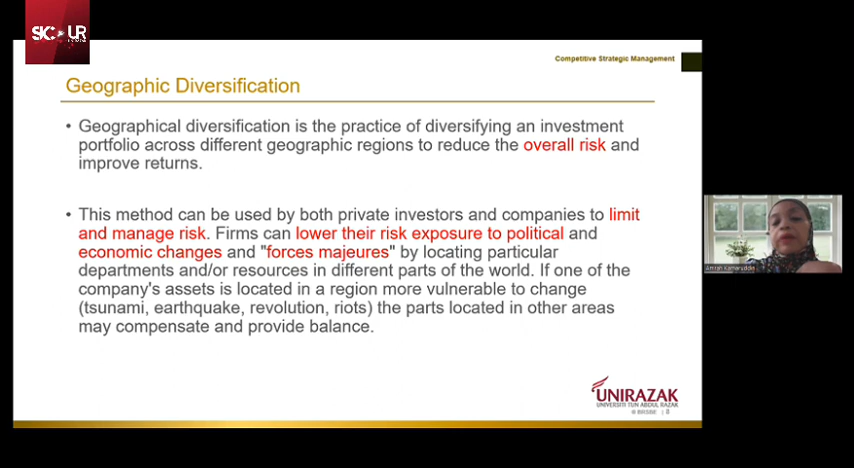 SIC UR
Competitive Strategic Management
Geographic Diversification
• Geographical diversification is the practice of diversifying an investment
portfolio across different geographic regions to reduce the overall risk and
improve returns.
• This method can be used by both private investors and companies to limit
and manage risk. Firms can lower their risk exposure to political and
economic changes and "forces majeures" by locating particular
departments and/or resources in different parts of the world. If one of the
company's assets is located in a region more vulnerable to change
(tsunami, earthquake, revolution, riots) the parts located in other areas
may compensate and provide balance.
Amran Kamaruddin
UNIRAZAK
UNIVERSITI TUN ABDUL RAZAK